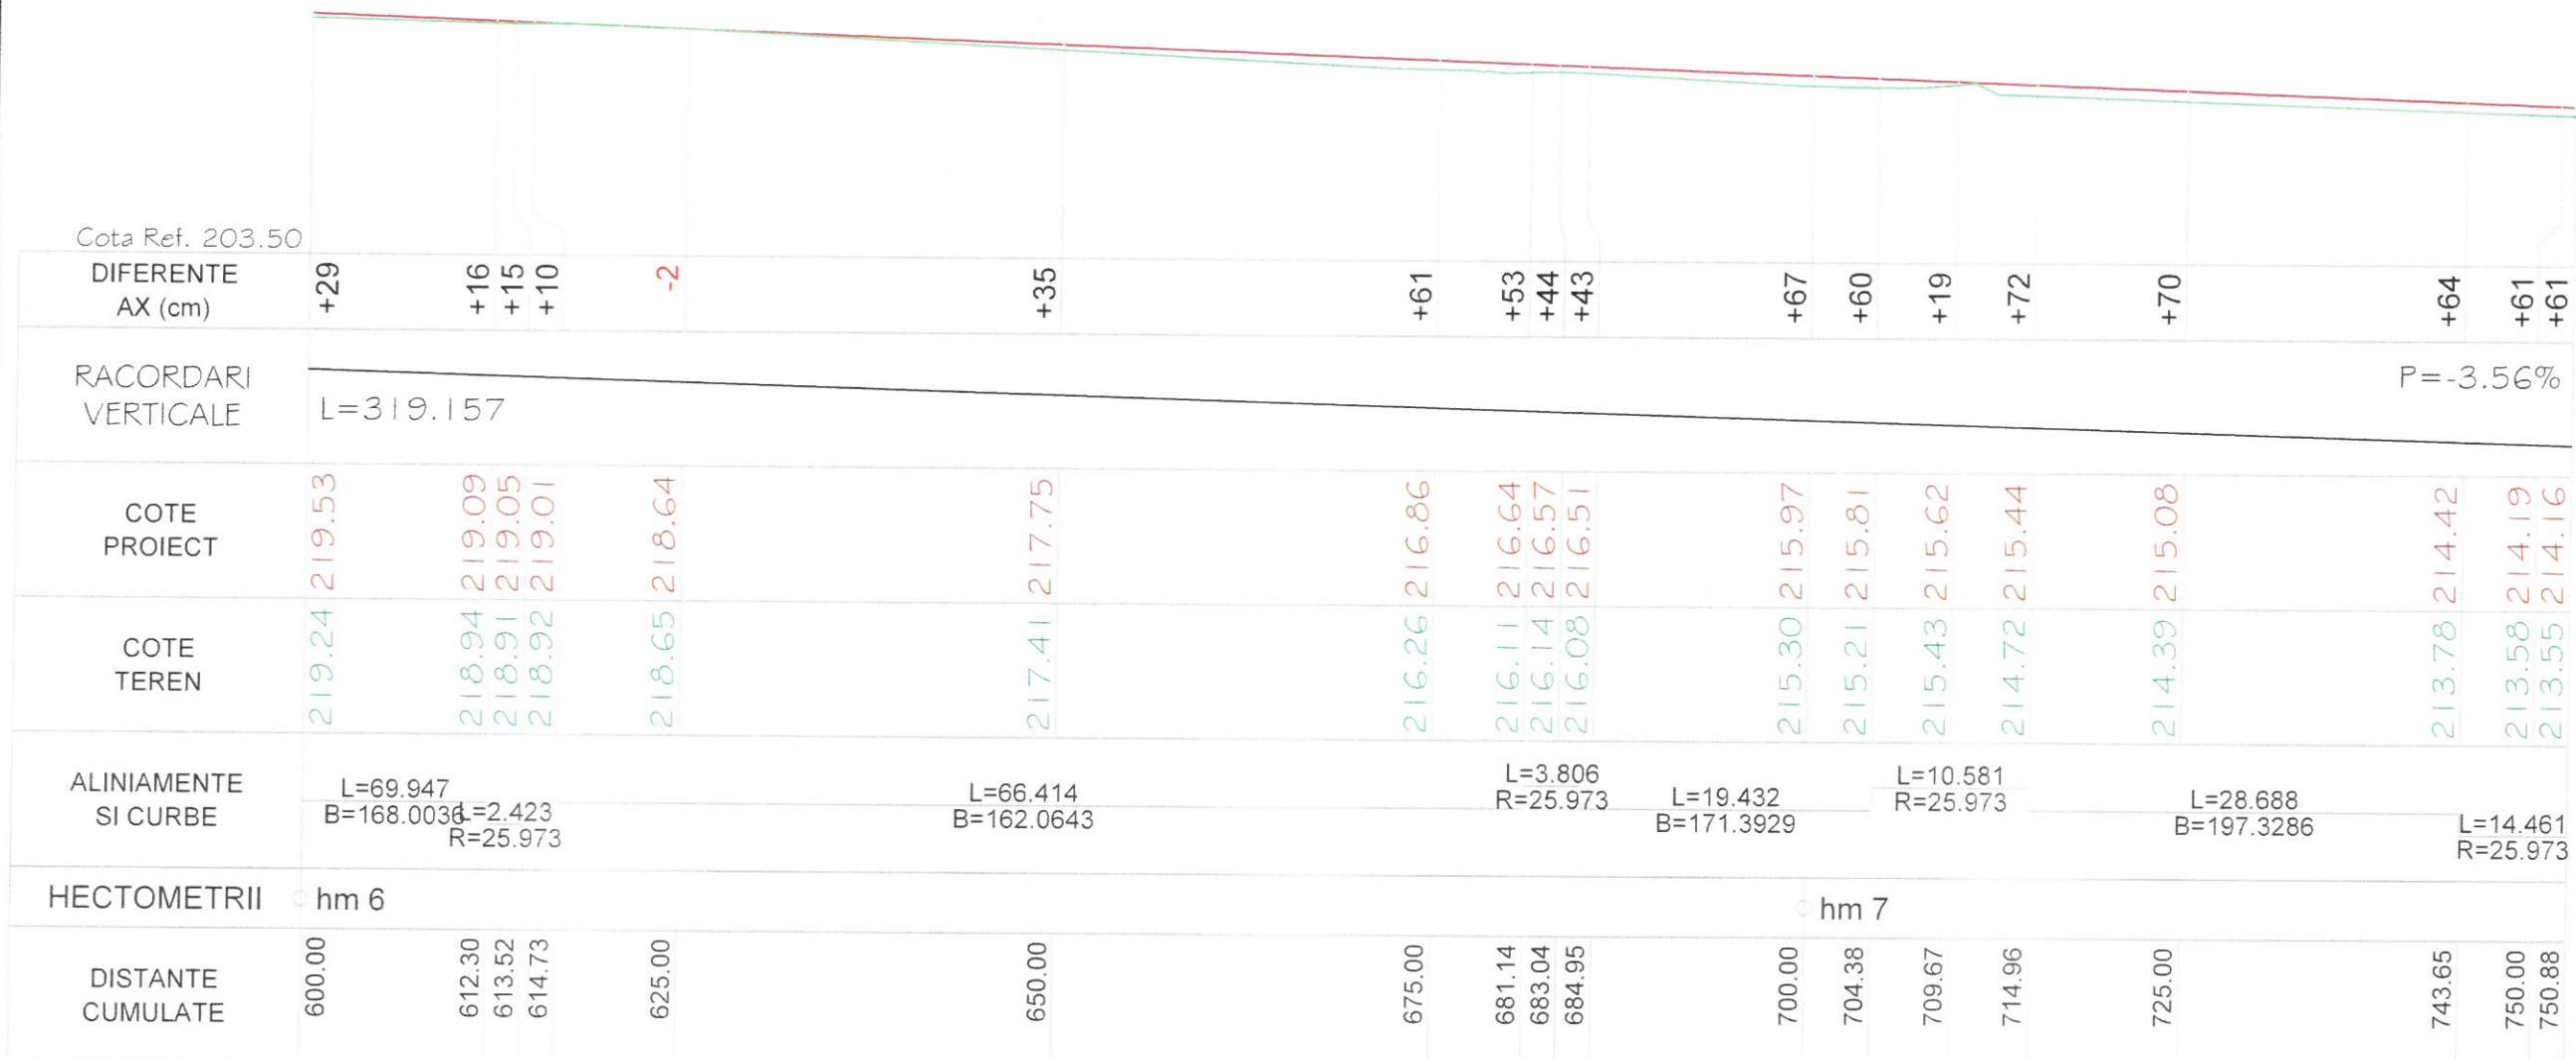 Cota Ref. 203.50
DIFERENTE
AX (cm)
+29 +16 +15 +10 -2 +35 +61 +53 +44 +43 +67 +60 +19 +72 +70 +64 +61 +61
RACORDARI
VERTICALE
L=319.157
P=-3.56%
COTE
PROIECT
219.53 219.09 219.05 219.01 218.64 217.75 216.86 216.64 216.57 216.51 215.97 215.81 215.62 215.44 215.08 214.42 214.19 214.16
COTE
TEREN
219.24 218.94 218.91 218.92 218.65 217.41 216.26 216.11 216.14 216.08 215.30 215.21 215.43 214.72 214.39 213.78 213.58 213.55
ALINIAMENTE
SI CURBE
L=69.947
B=168.0036
L=2.423
R=25.973
L=66.414
B=162.0643
L=3.806
R=25.973
L=19.432
B=171.3929
L=10.581
R=25.973
L=28.688
B=197.3286
L=14.461
R=25.973
HECTOMETRII
hm 6
hm 7
DISTANTE
CUMULATE
600.00 612.30 613.52 614.73 625.00 650.00 675.00 681.14 683.04 684.95 700.00 704.38 709.67 714.96 725.00 743.65 750.00 750.88